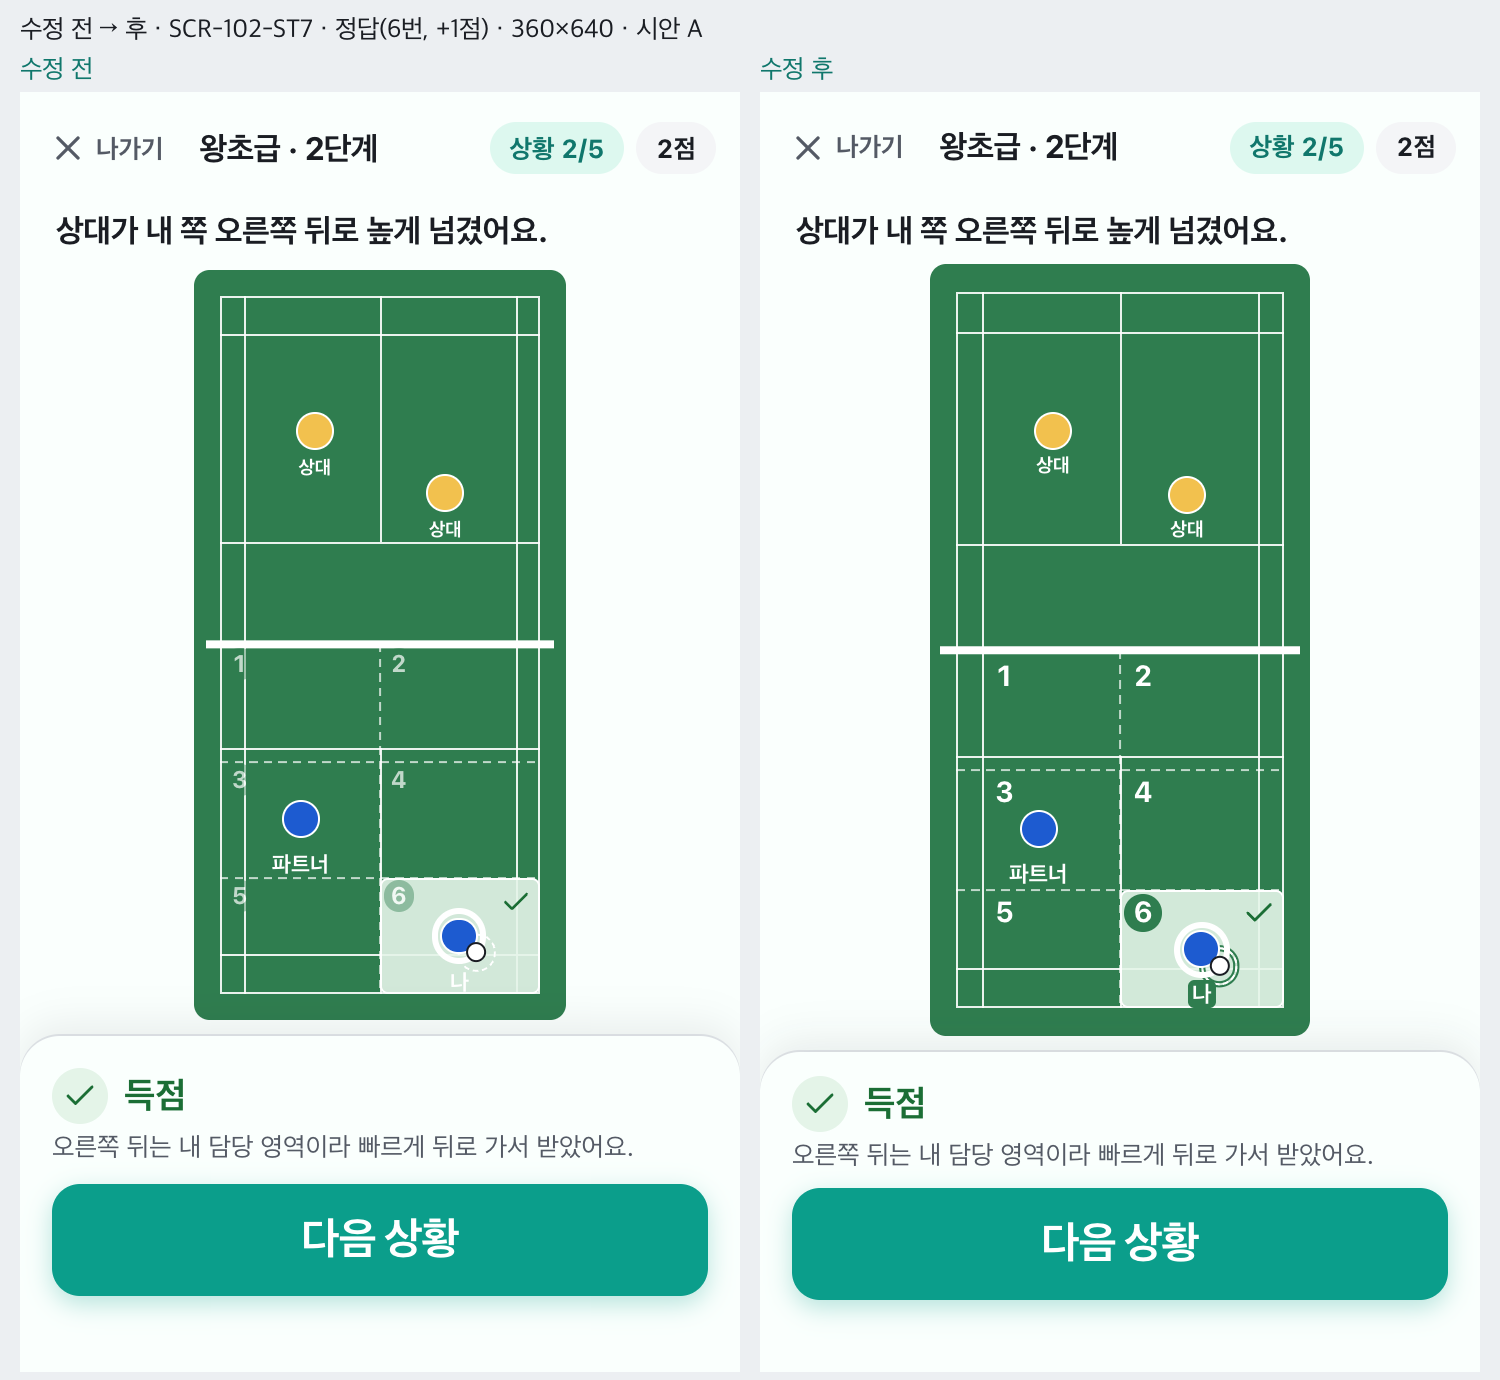 수정 전 → 후 · SCR-102-ST7 · 정답(6번, +1점) · 360×640 · 시안 A
수정 전
× 나가기 왕초급 · 2단계 상황 2/5 2점
상대가 내 쪽 오른쪽 뒤로 높게 넘겼어요.
상대
상대
1 2
3 4
파트너
5 6
나
득점
오른쪽 뒤는 내 담당 영역이라 빠르게 뒤로 가서 받았어요.
다음 상황
수정 후
× 나가기 왕초급 · 2단계 상황 2/5 2점
상대가 내 쪽 오른쪽 뒤로 높게 넘겼어요.
상대
상대
1 2
3 4
파트너
5 6
나
득점
오른쪽 뒤는 내 담당 영역이라 빠르게 뒤로 가서 받았어요.
다음 상황